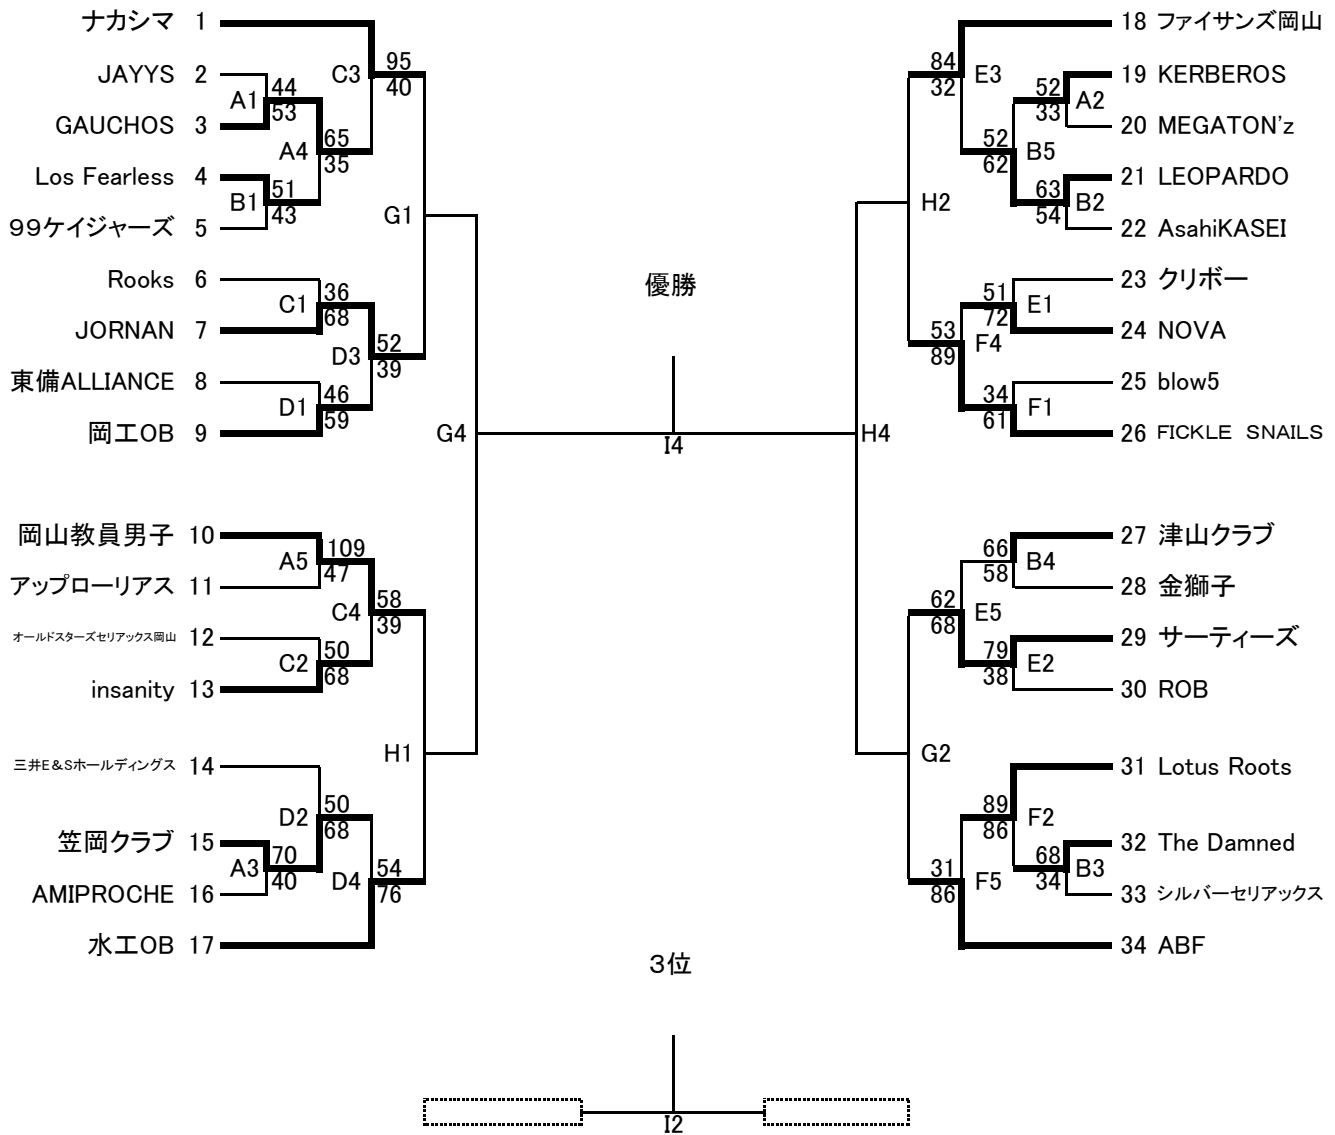 ナカシマ 1
JAYYS 2
GAUCHOS 3
Los Fearless 4
99ケイジャーズ 5
Rooks 6
JORNAN 7
東備ALLIANCE 8
岡工OB 9
岡山教員男子 10
アップローリアス 11
オールドスターズセリアックス岡山 12
insanity 13
三井E&Sホールディングス 14
笠岡クラブ 15
AMIPROCHE 16
水工OB 17
A1
44
53
B1
51
43
A4
65
35
C3
95
40
C1
36
68
D1
46
59
D3
52
39
G1
A5
109
47
C2
50
68
C4
58
39
A3
70
40
D2
50
68
D4
54
76
H1
G4
優勝
I4
3位
I2
H4
H2
84
32
E3
52
62
B5
52
33
A2
63
54
B2
53
89
F4
51
72
E1
34
61
F1
G2
62
68
E5
66
58
B4
79
38
E2
31
86
F5
89
86
F2
68
34
B3
18 ファイサンズ岡山
19 KERBEROS
20 MEGATON'z
21 LEOPARDO
22 AsahiKASEI
23 クリボー
24 NOVA
25 blow5
26 FICKLE SNAILS
27 津山クラブ
28 金獅子
29 サーティーズ
30 ROB
31 Lotus Roots
32 The Damned
33 シルバーセリアックス
34 ABF